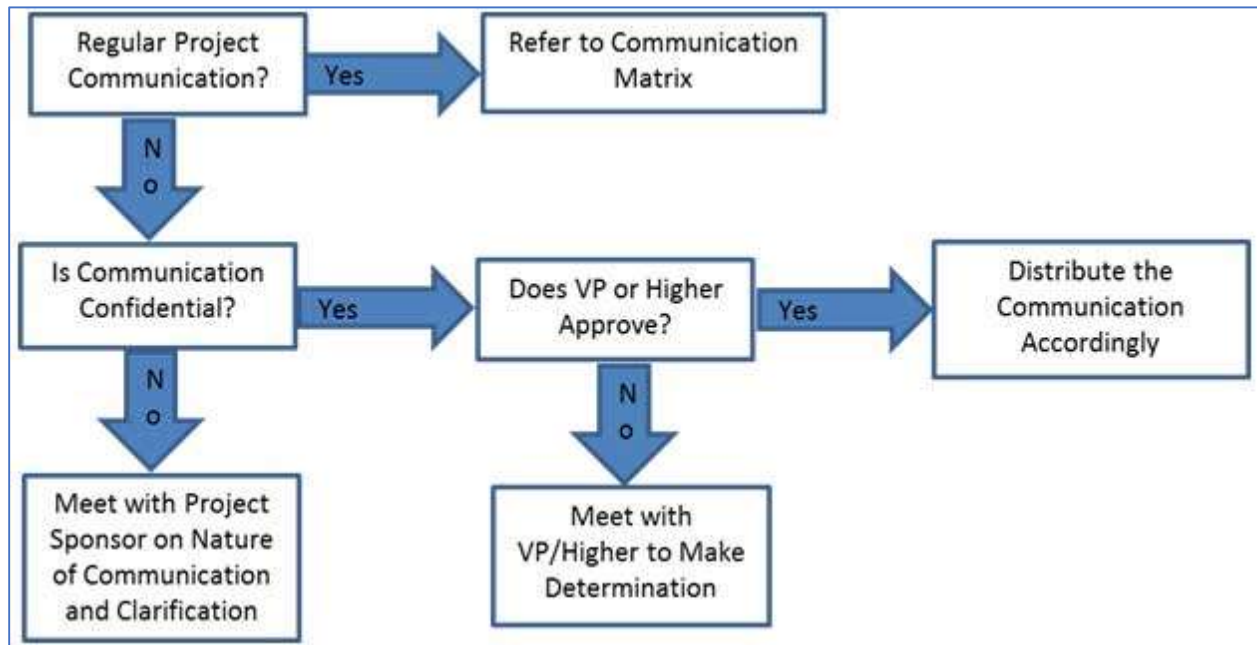 Regular Project
Communication?
Yes
Refer to Communication
Matrix
N
o
Is Communication
Confidential?
Yes
Does VP or Higher
Approve?
Yes
Distribute the
Communication
Accordingly
N
o
N
o
Meet with Project
Sponsor on Nature
of Communication
and Clarification
Meet with
VP/Higher to Make
Determination